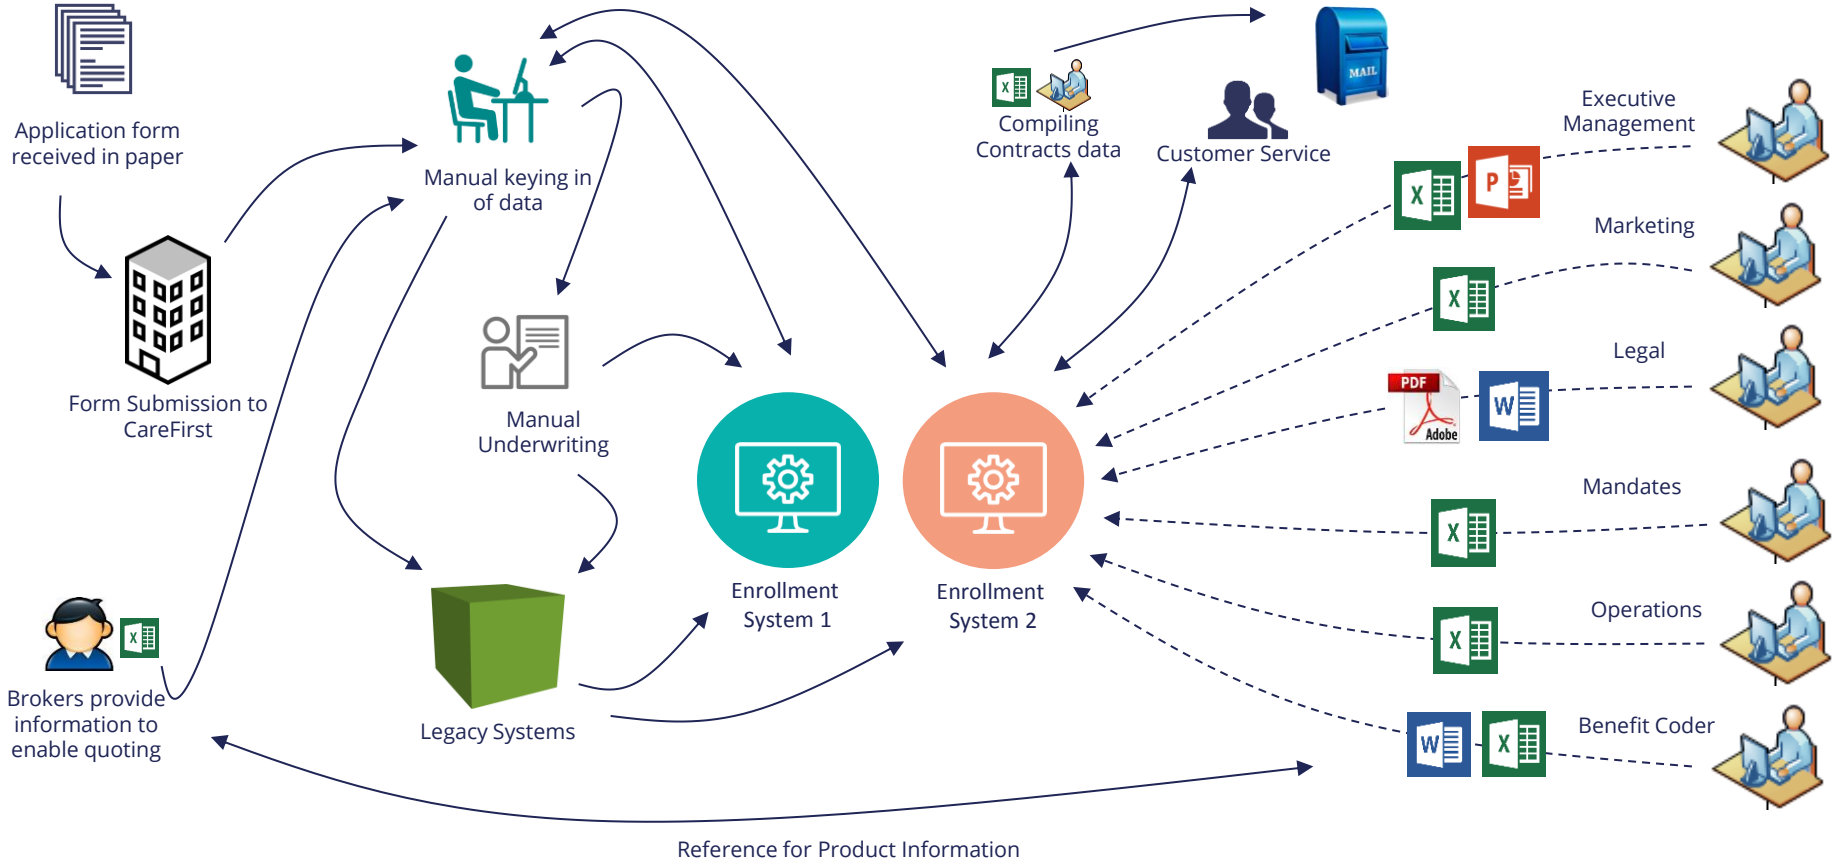 Application form
received in paper
Form Submission to
CareFirst
Brokers provide
information to
enable quoting
X
Manual keying in
of data
Manual
Underwriting
Legacy Systems
Enrollment
System 1
Enrollment
System 2
X
Compiling
Contracts data
Customer Service
MAIL
Executive
Management
X
P
Marketing
X
Legal
PDF
Adobe
W
Mandates
X
Operations
X
Benefit Coder
W
X
Reference for Product Information